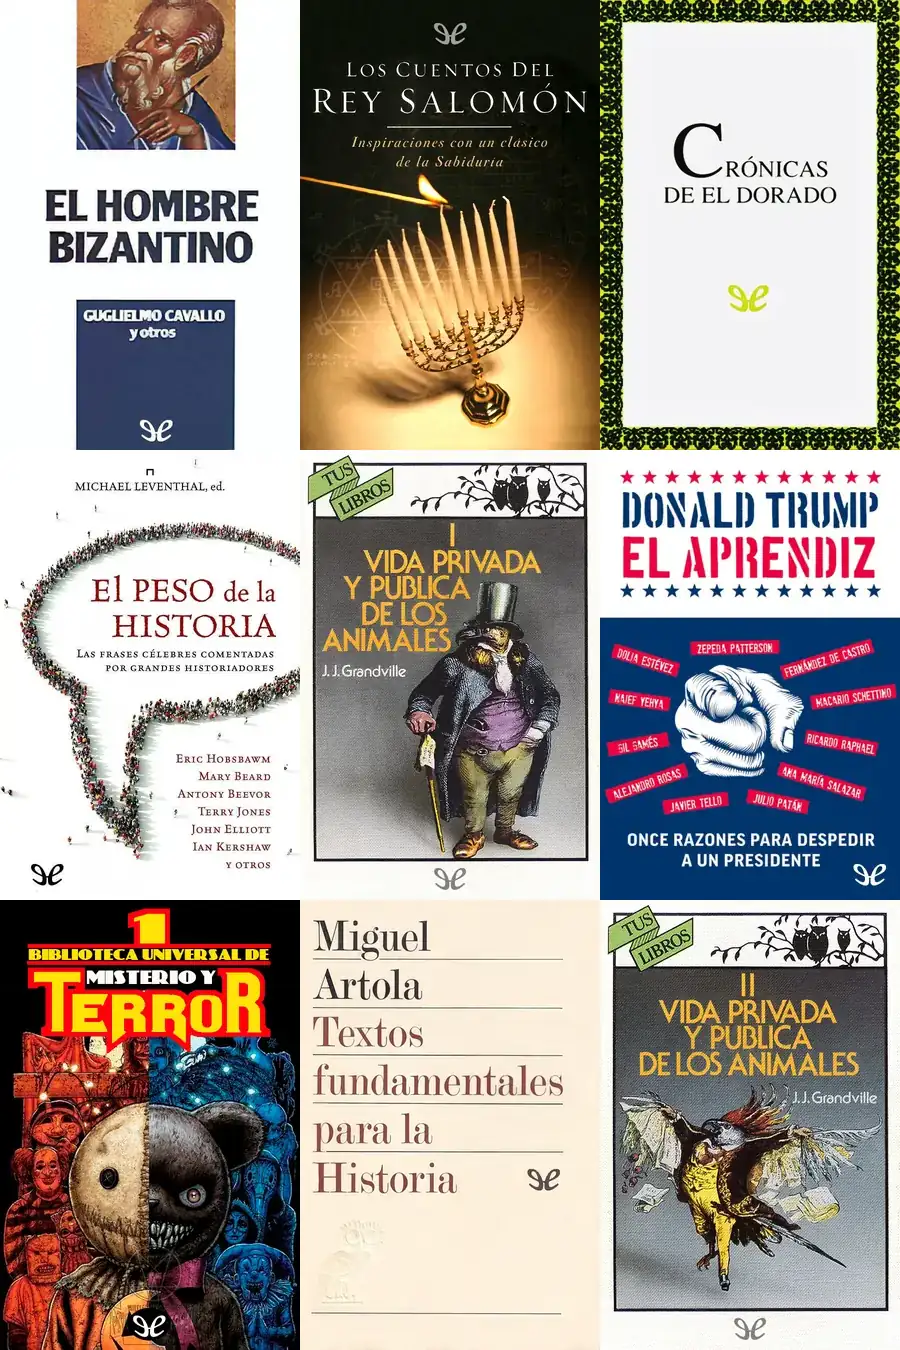 EL HOMBRE
BIZANTINO
GUGLIELMO CAVALLO
y otros
LOS CUENTOS DEL
REY SALOMÓN
Inspiraciones con un clásico
de la Sabiduría
CRÓNICAS
DE EL DORADO
MICHAEL LEVENTHAL, ed.
El PESO de la
HISTORIA
LAS FRASES CÉLEBRES COMENTADAS
POR GRANDES HISTORIADORES
ERIC HOBSBAWM
MARY BEARD
ANTONY BEEVOR
TERRY JONES
JOHN ELLIOTT
IAN KERSHAW
Y OTROS
TUS
LIBROS
I
VIDA PRIVADA
Y PUBLICA
DE LOS
ANIMALES
J.J. Grandville
DONALD TRUMP
EL APRENDIZ
DOLIA ESTÉVEZ
ZEPEDA PATTERSON
FERNÁNDEZ DE CASTRO
NAIEF YEHYA
MACARIO SCHETTINO
GIL GAMÉS
RICARDO RAPHAEL
ALEJANDRO ROSAS
ANA MARÍA SALAZAR
JAVIER TELLO
JULIO PATÁN
ONCE RAZONES PARA DESPEDIR
A UN PRESIDENTE
1
BIBLIOTECA UNIVERSAL DE
MISTERIO Y
TERROR
Miguel
Artola
Textos
fundamentales
para la
Historia
TUS
LIBROS
II
VIDA PRIVADA
Y PUBLICA
DE LOS ANIMALES
J.J. Grandville